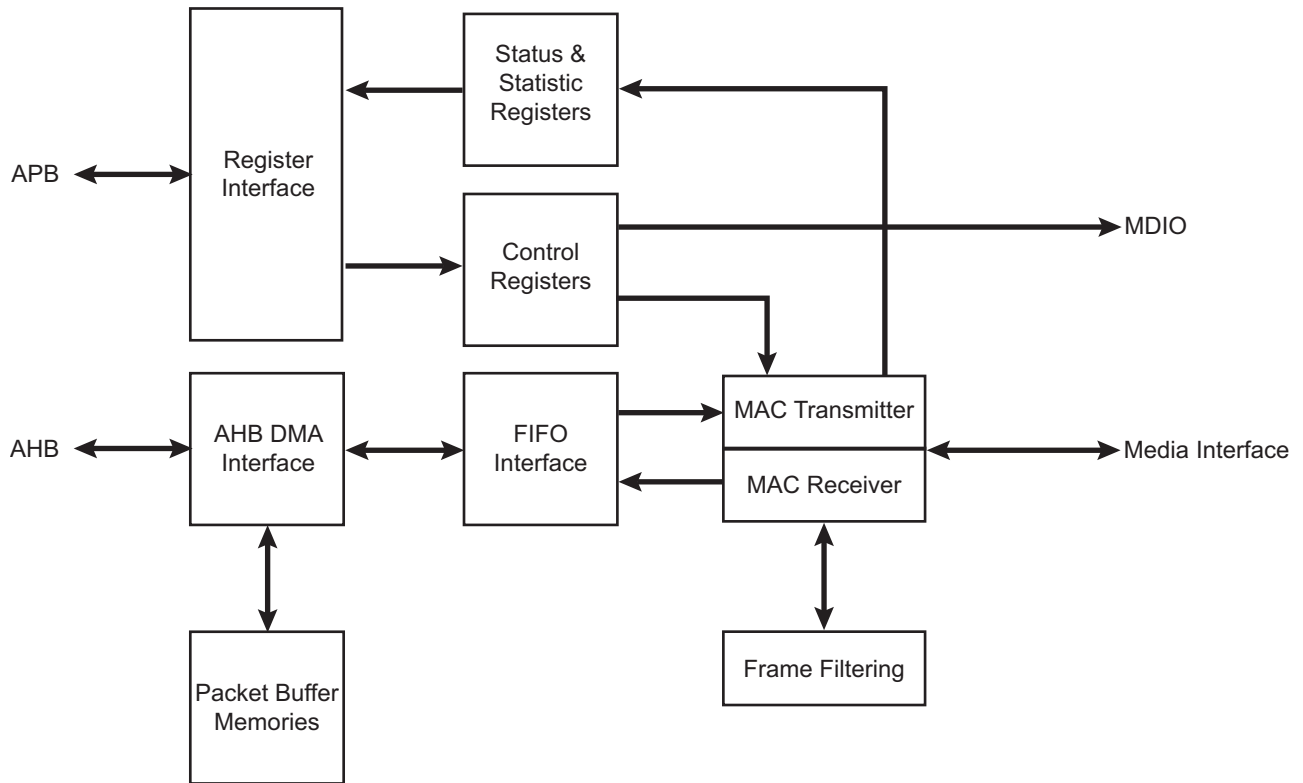 Status &
Statistic
Registers
APB
Register
Interface
Control
Registers
MDIO
AHB
AHB DMA
Interface
FIFO
Interface
MAC Transmitter
MAC Receiver
Media Interface
Packet Buffer
Memories
Frame Filtering